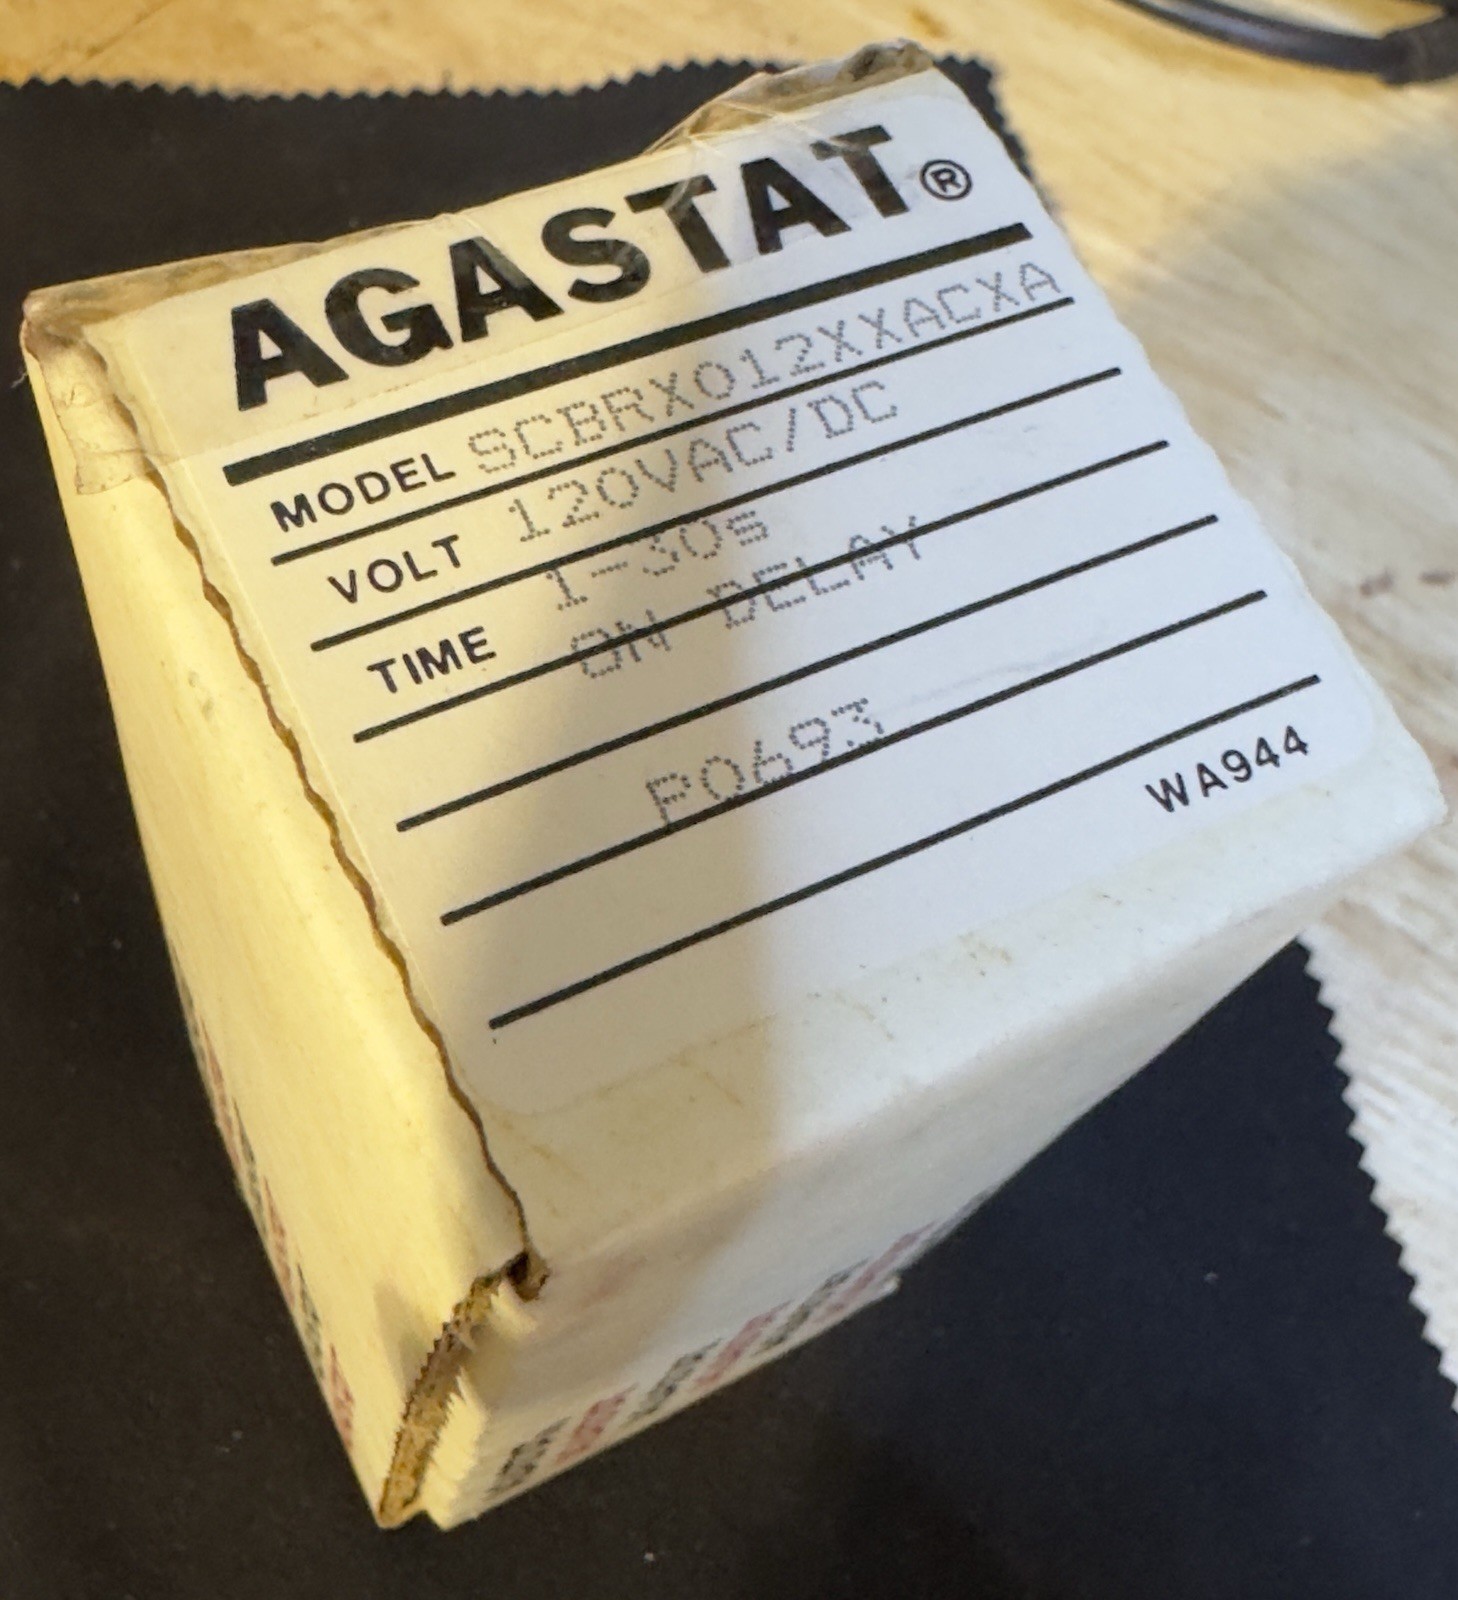 AGASTAT®
MODEL SCBRX012XXACXA
VOLT 120VAC/DC
TIME 1-30s
ON DELAY
P0693
WA944